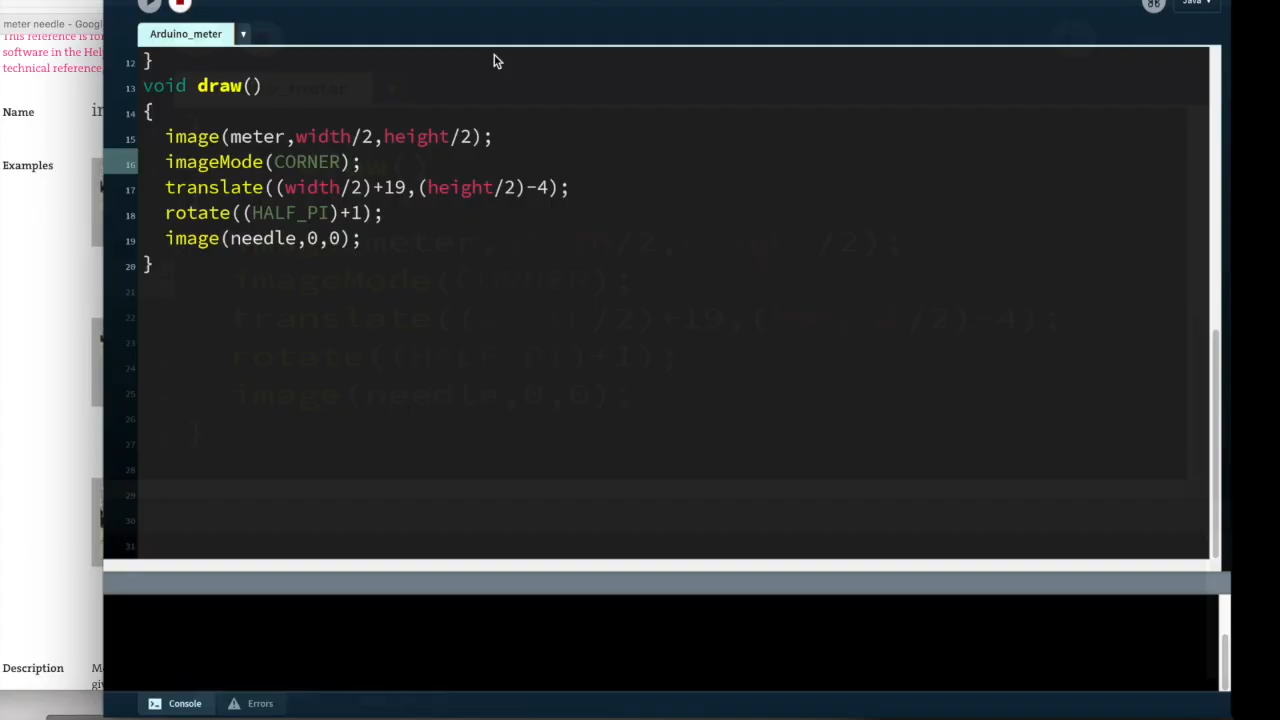 meter needle – Goog
Java
Arduino_meter
This reference is for
software in the Hel
technical reference
Name
Examples
12 }
13 void draw()
14 {
15 image(meter,width/2,height/2);
16 imageMode(CORNER);
17 translate((width/2)+19,(height/2)-4);
18 rotate((HALF_PI)+1);
19 image(needle,0,0);
20 }
21
22
23
24
25
26
27
28
29
30
31
Description
Console
Errors